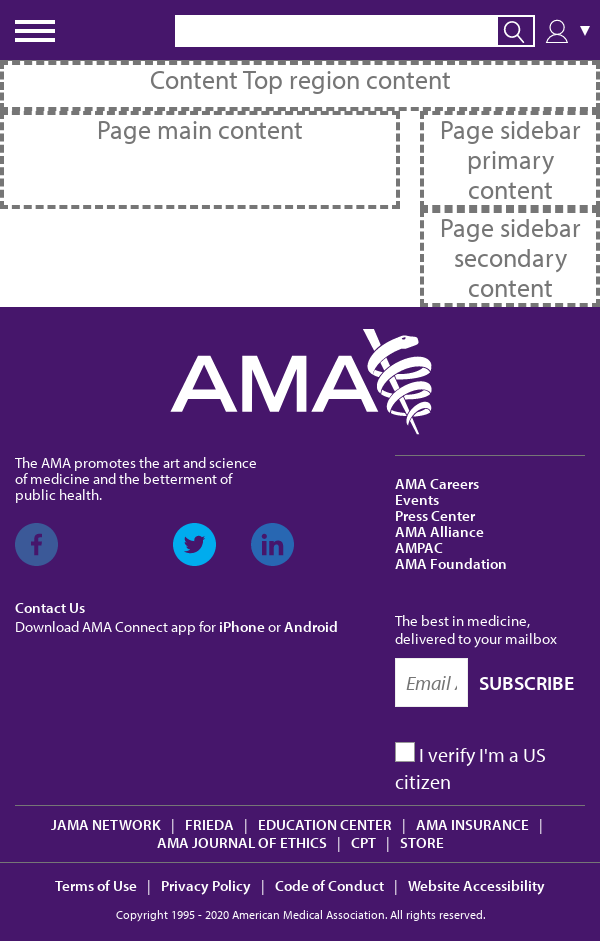 ▼
Content Top region content
Page main content
Page sidebar
primary
content
Page sidebar
secondary
content
AMA
The AMA promotes the art and science
of medicine and the betterment of
public health.
f
in
Contact Us
Download AMA Connect app for iPhone or Android
AMA Careers
Events
Press Center
AMA Alliance
AMPAC
AMA Foundation
The best in medicine,
delivered to your mailbox
Email A SUBSCRIBE
I verify I'm a US
citizen
JAMA NETWORK | FRIEDA | EDUCATION CENTER | AMA INSURANCE |
AMA JOURNAL OF ETHICS | CPT | STORE
Terms of Use | Privacy Policy | Code of Conduct | Website Accessibility
Copyright 1995 - 2020 American Medical Association. All rights reserved.